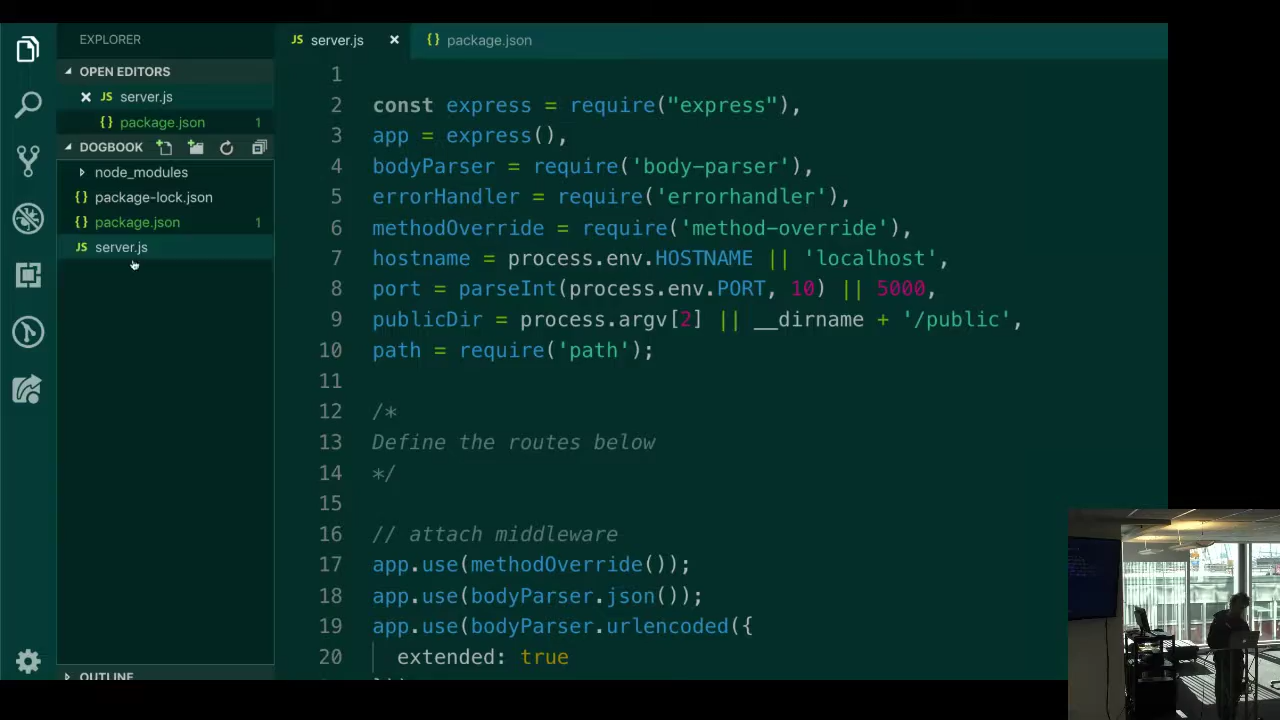 EXPLORER
OPEN EDITORS
JS server.js
{} package.json 1
DOGBOOK
node_modules
{} package-lock.json
{} package.json 1
JS server.js
OUTLINE
JS server.js
{} package.json
1
2 const express = require("express"),
3 app = express(),
4 bodyParser = require('body-parser'),
5 errorHandler = require('errorhandler'),
6 methodOverride = require('method-override'),
7 hostname = process.env.HOSTNAME || 'localhost',
8 port = parseInt(process.env.PORT, 10) || 5000,
9 publicDir = process.argv[2] || __dirname + '/public',
10 path = require('path');
11
12 /*
13 Define the routes below
14 */
15
16 // attach middleware
17 app.use(methodOverride());
18 app.use(bodyParser.json());
19 app.use(bodyParser.urlencoded({
20 extended: true